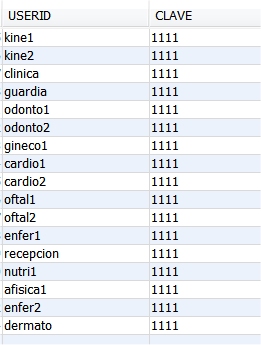 USERID CLAVE
kine1 1111
kine2 1111
clinica 1111
guardia 1111
odonto1 1111
odonto2 1111
gineco1 1111
cardio1 1111
cardio2 1111
oftal1 1111
oftal2 1111
enfer1 1111
recepcion 1111
nutri1 1111
afisica1 1111
enfer2 1111
dermato 1111